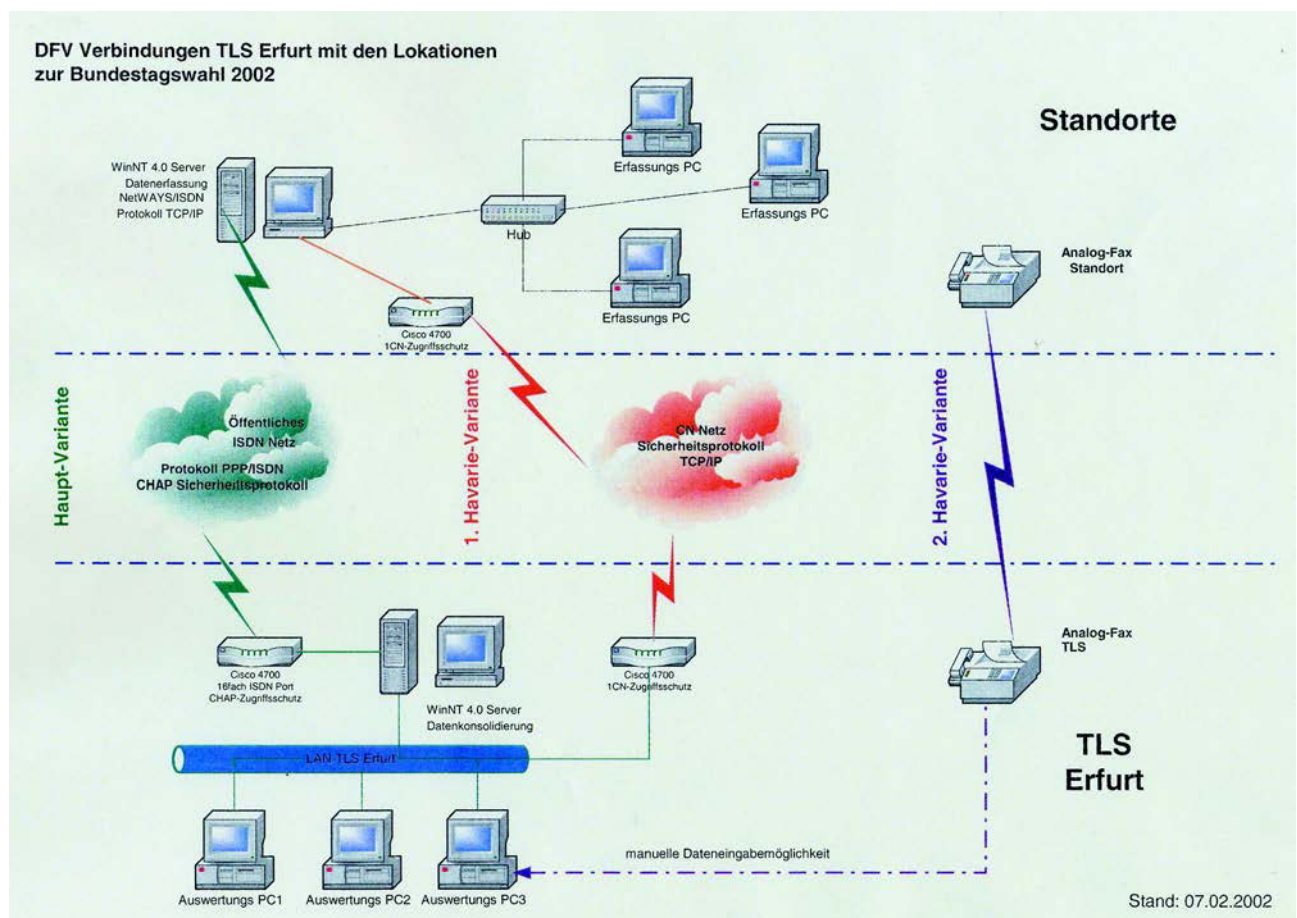 DFV Verbindungen TLS Erfurt mit den Lokationen
zur Bundestagswahl 2002
Standorte
WinNT 4.0 Server
Datenerfassung
NetWAYS/ISDN
Protokoll TCP/IP
Erfassungs PC
Erfassungs PC
Hub
Erfassungs PC
Analog-Fax
Standort
Cisco 4700
1CN-Zugriffsschutz
Haupt-Variante
Öffentliches
ISDN Netz
Protokoll PPP/ISDN
CHAP Sicherheitsprotokoll
1. Havarie-Variante
CN Netz
Sicherheitsprotokoll
TCP/IP
2. Havarie-Variante
Cisco 4700
16fach ISDN Port
CHAP-Zugriffsschutz
WinNT 4.0 Server
Datenkonsolidierung
Cisco 4700
1CN-Zugriffsschutz
Analog-Fax
TLS
LAN TLS Erfurt
TLS
Erfurt
manuelle Dateneingabemöglichkeit
Auswertungs PC1
Auswertungs PC2
Auswertungs PC3
Stand: 07.02.2002